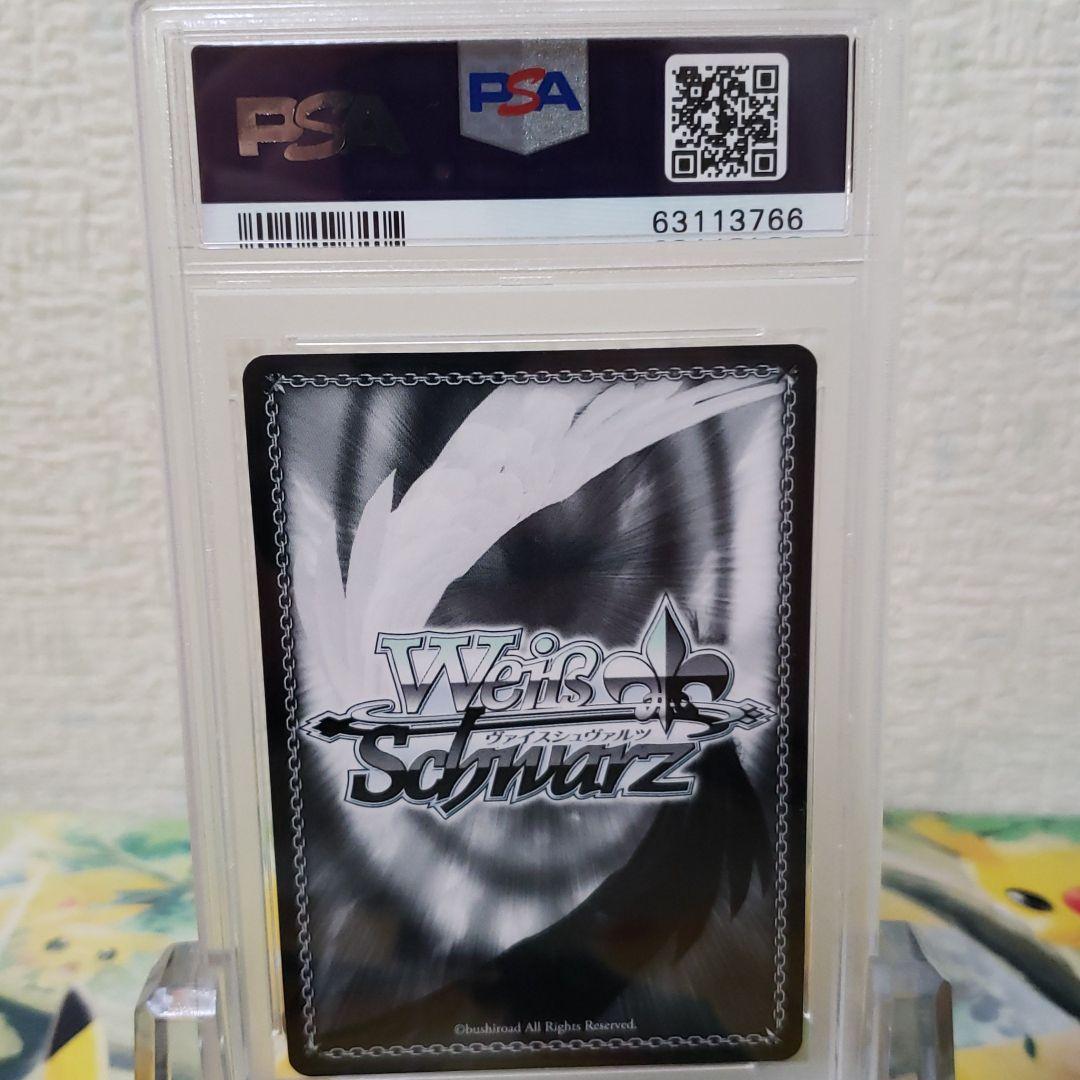 PSA
PSA
63113766
Weiß
ヴァイスシュヴァルツ
Schwarz
©bushiroad All Rights Reserved.